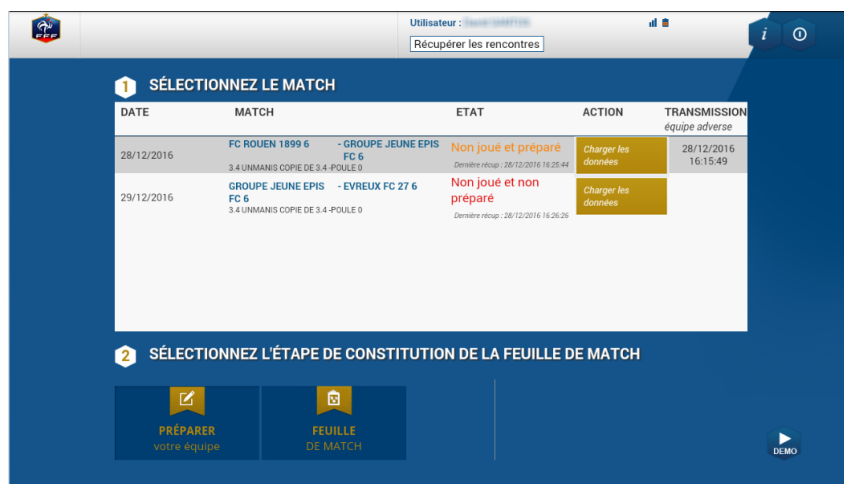 FFF
Utilisateur :
Récupérer les rencontres
i
1 SÉLECTIONNEZ LE MATCH
DATE MATCH ETAT ACTION TRANSMISSION
équipe adverse
28/12/2016
FC ROUEN 1899 6 - GROUPE JEUNE EPIS
FC 6
3.4 UNMANIS COPIE DE 3.4 -POULE 0
Non joué et préparé
Dernière récup : 28/12/2016 16:25:44
Charger les
données
28/12/2016
16:15:49
29/12/2016
GROUPE JEUNE EPIS - EVREUX FC 27 6
FC 6
3.4 UNMANIS COPIE DE 3.4 -POULE 0
Non joué et non
préparé
Dernière récup : 28/12/2016 16:26:26
Charger les
données
2 SÉLECTIONNEZ L'ÉTAPE DE CONSTITUTION DE LA FEUILLE DE MATCH
PRÉPARER
votre équipe
FEUILLE
DE MATCH
DEMO